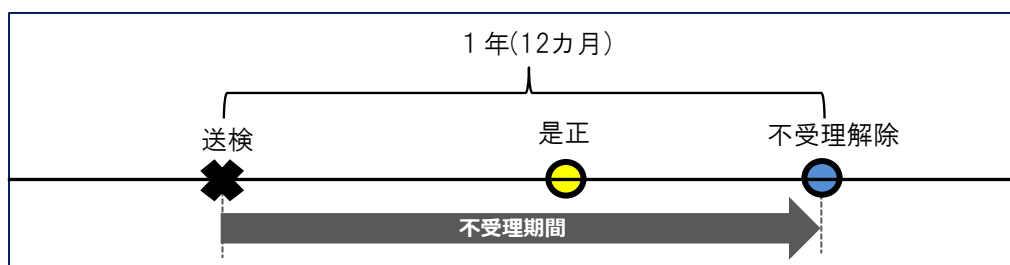 １年(12カ月)
送検
是正
不受理解除
不受理期間